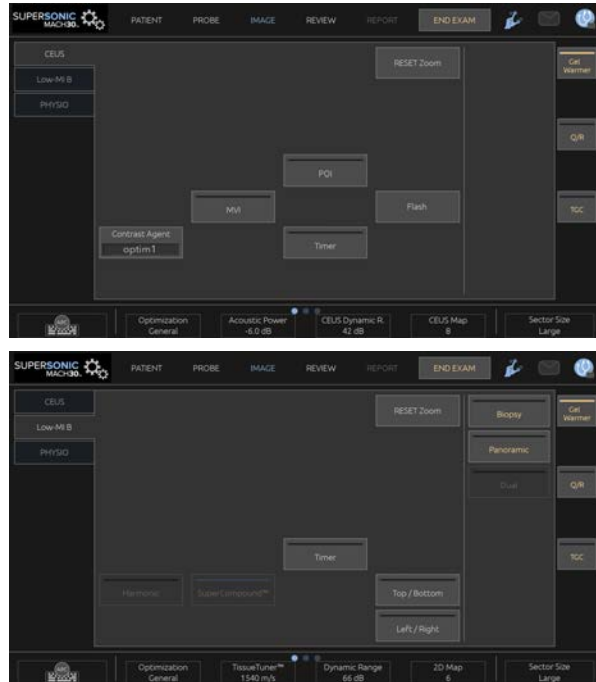 SUPERSONIC
MACH30
PATIENT PROBE IMAGE REVIEW REPORT END EXAM
CEUS
Low-MI B
PHYSIO
RESET Zoom
Gel
Warmer
Q/R
PQI
MVI
Flash
TGC
Contrast Agent
optim1
Timer
ABC
Optimization
General
Acoustic Power
-6.0 dB
CEUS Dynamic R.
42 dB
CEUS Map
8
Sector Size
Large
SUPERSONIC
MACH30
PATIENT PROBE IMAGE REVIEW REPORT END EXAM
CEUS
Low-MI B
PHYSIO
RESET Zoom
Biopsy
Panoramic
Dual
Gel
Warmer
Q/R
Timer
TGC
Harmonic
SuperCompound™
Top / Bottom
Left / Right
ABC
Optimization
General
TissueTuner™
1540 m/s
Dynamic Range
66 dB
2D Map
6
Sector Size
Large